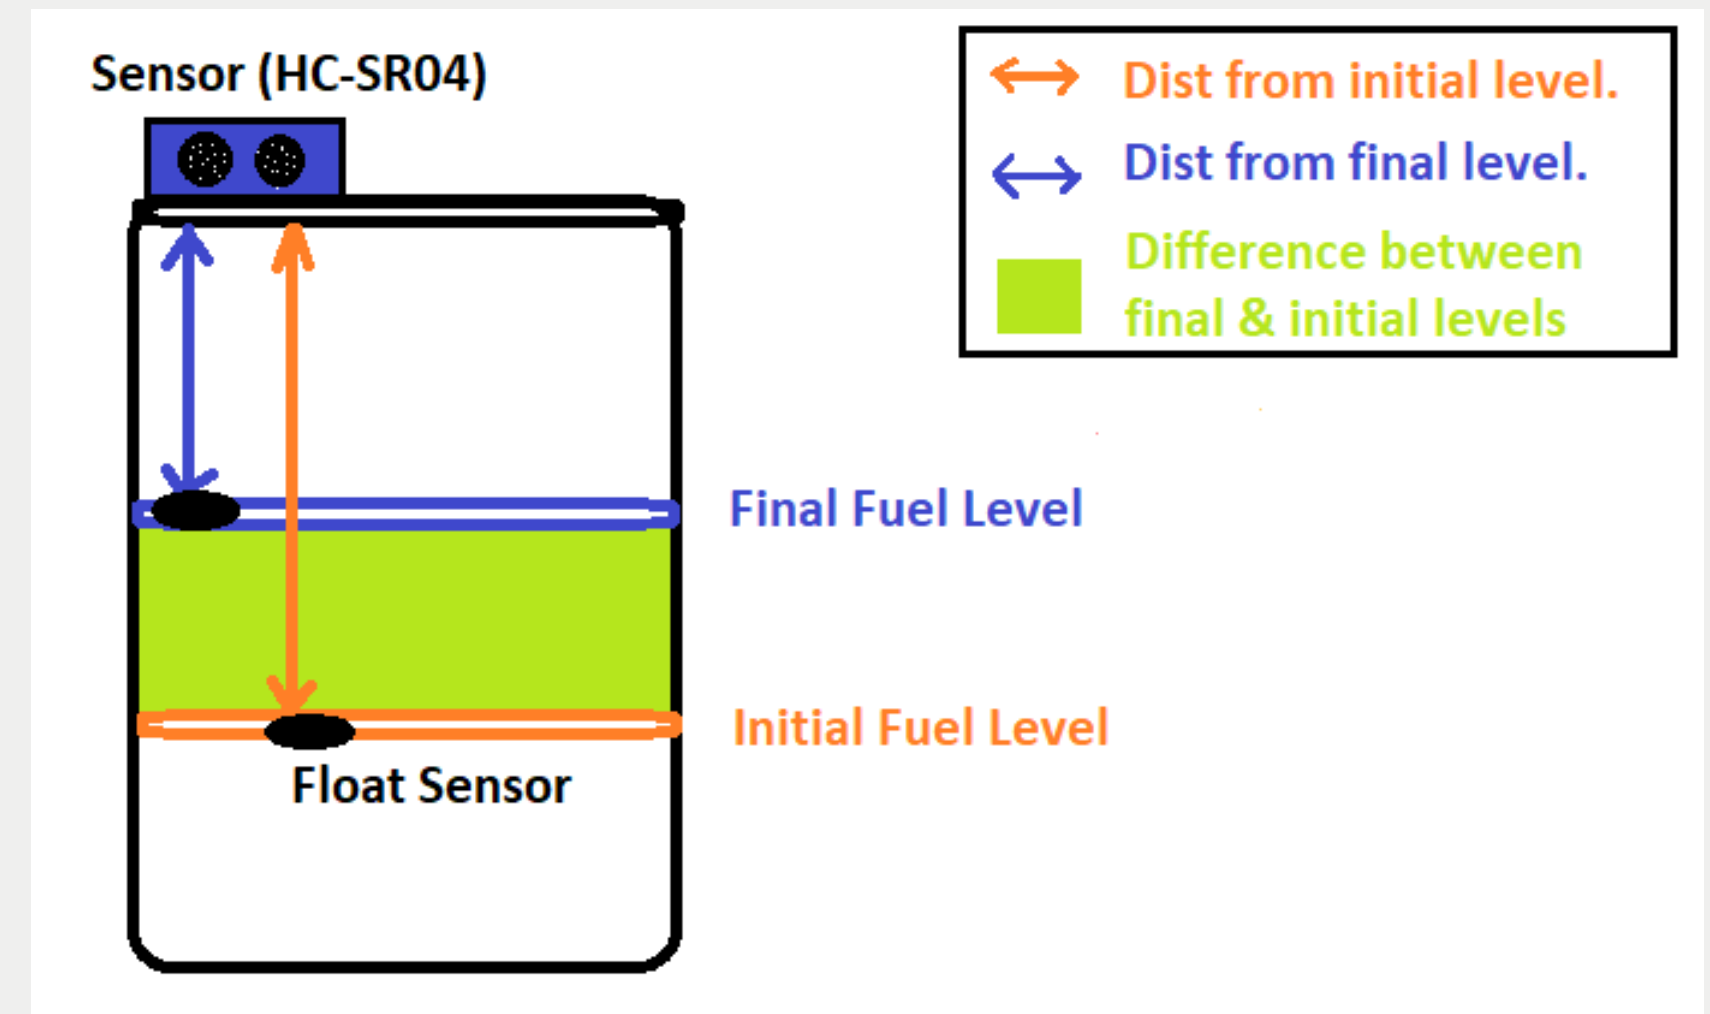 Sensor (HC-SR04)
Dist from initial level.
Dist from final level.
Difference between
final & initial levels
Final Fuel Level
Initial Fuel Level
Float Sensor